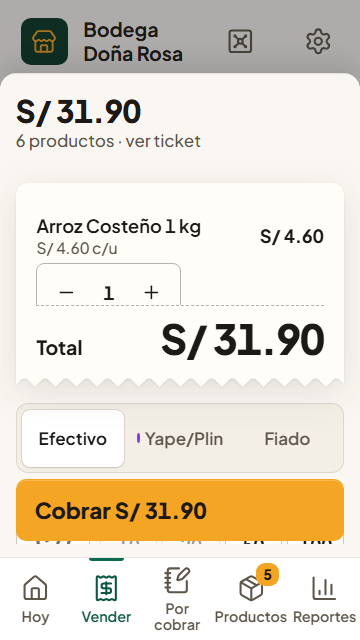 Bodega
Doña Rosa
S/ 31.90
6 productos · ver ticket
Arroz Costeño 1 kg
S/ 4.60
S/ 4.60 c/u
− 1 +
Total
S/ 31.90
Efectivo
Yape/Plin
Fiado
Cobrar S/ 31.90
5
Hoy
Vender
Por
cobrar
Productos
Reportes